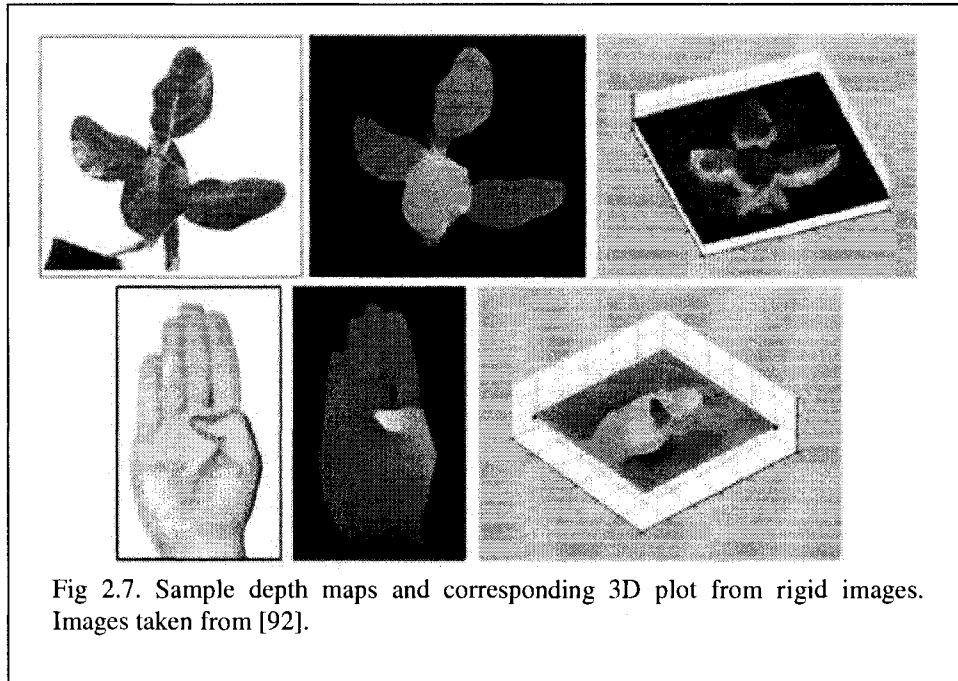 Fig 2.7. Sample depth maps and corresponding 3D plot from rigid images.
Images taken from [92].